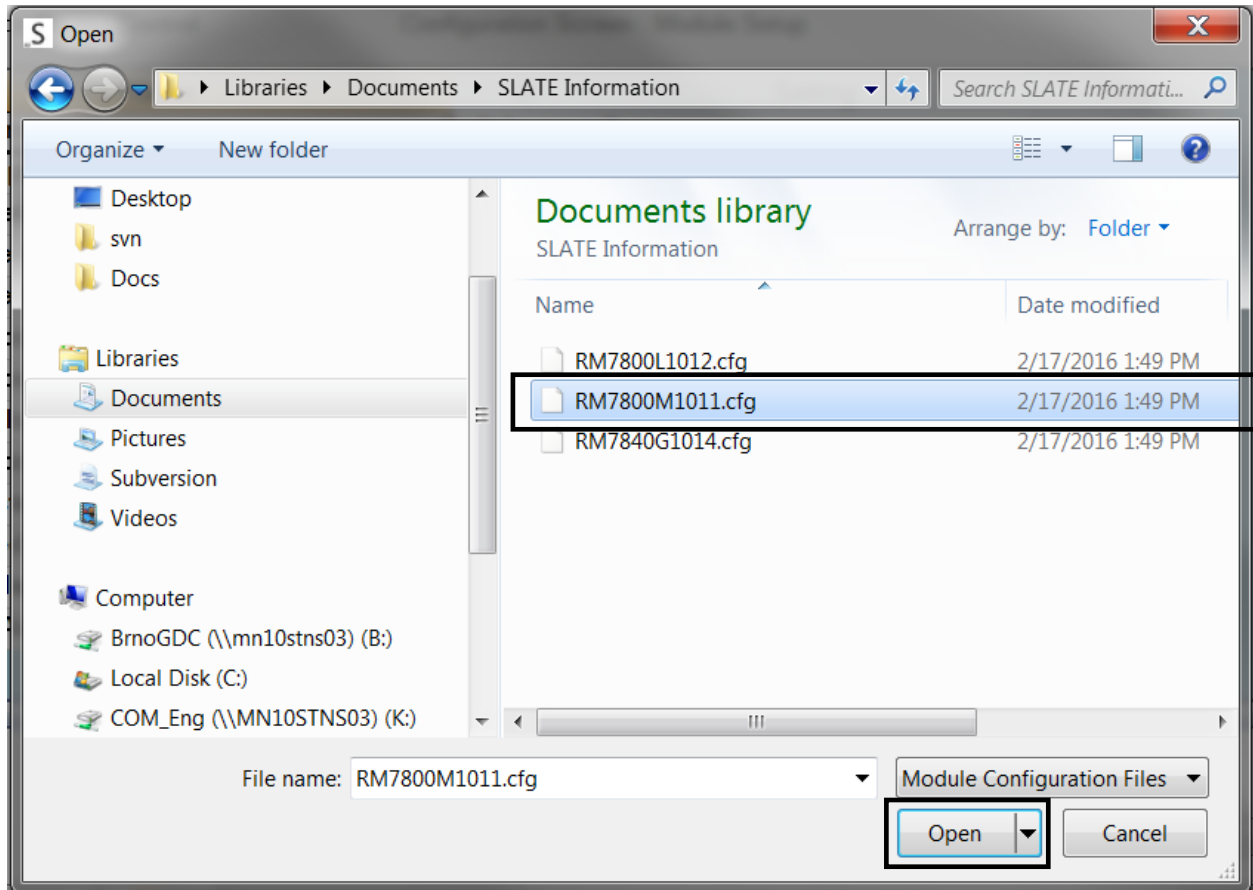 S Open
Libraries Documents SLATE Information
Search SLATE Informati...
Organize New folder
Desktop
svn
Docs
Libraries
Documents
Pictures
Subversion
Videos
Computer
BrnoGDC (\\mn10stns03) (B:)
Local Disk (C:)
COM_Eng (\\MN10STNS03) (K:)
Documents library
SLATE Information
Arrange by: Folder
Name Date modified
RM7800L1012.cfg 2/17/2016 1:49 PM
RM7800M1011.cfg 2/17/2016 1:49 PM
RM7840G1014.cfg 2/17/2016 1:49 PM
File name: RM7800M1011.cfg Module Configuration Files
Open Cancel